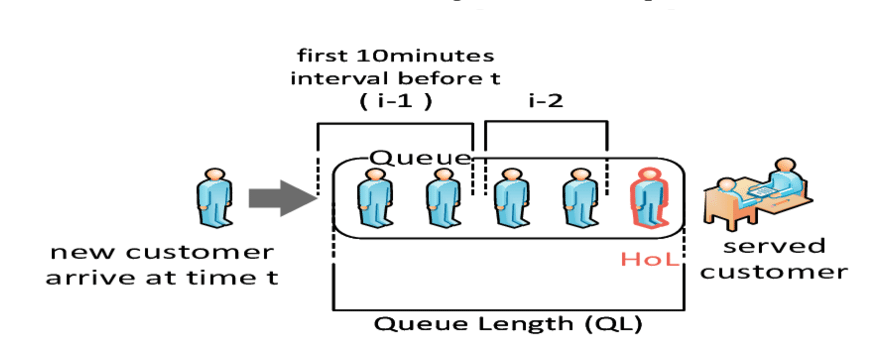 first 10minutes
interval before t
( i-1 )
i-2
Queue
new customer
arrive at time t
HoL
served
customer
Queue Length (QL)